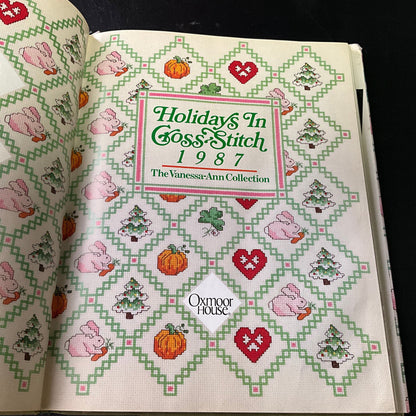 Holidays In
Cross-Stitch
1987
The Vanessa-Ann Collection
Oxmoor
House®